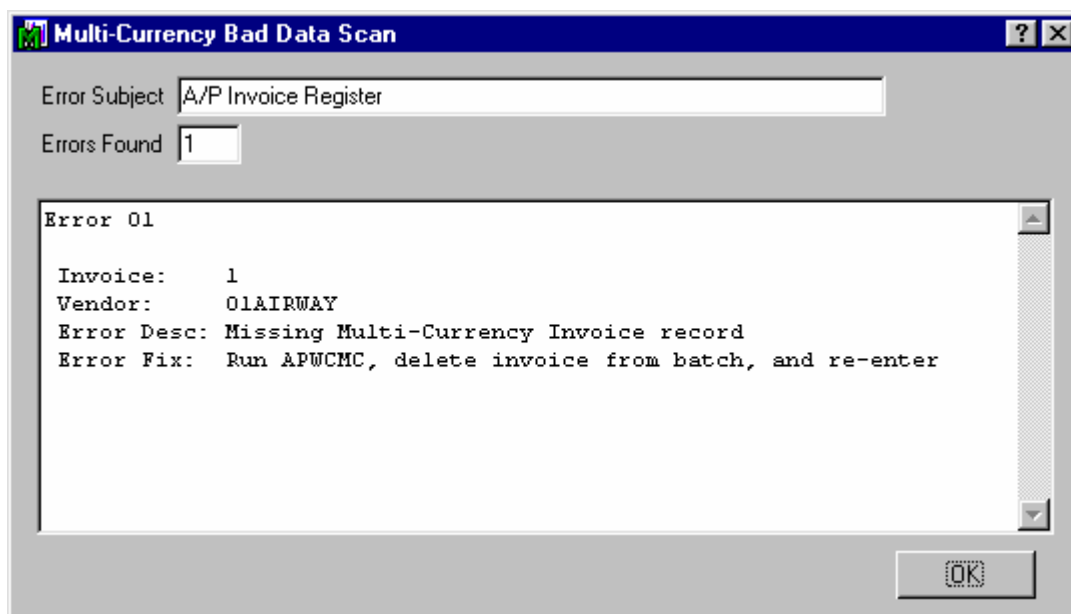 Multi-Currency Bad Data Scan
Error Subject A/P Invoice Register
Errors Found 1
Error 01
Invoice: 1
Vendor: 01AIRWAY
Error Desc: Missing Multi-Currency Invoice record
Error Fix: Run APWCMC, delete invoice from batch, and re-enter
OK